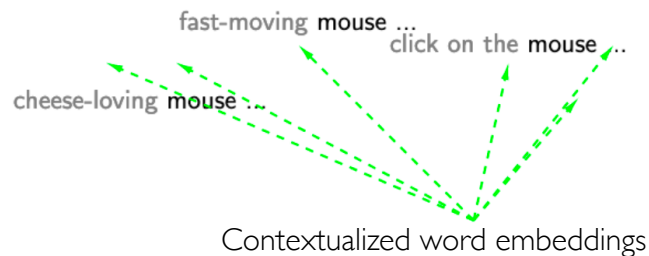 fast-moving mouse ...
click on the mouse ..
cheese-loving mouse ...
Contextualized word embeddings